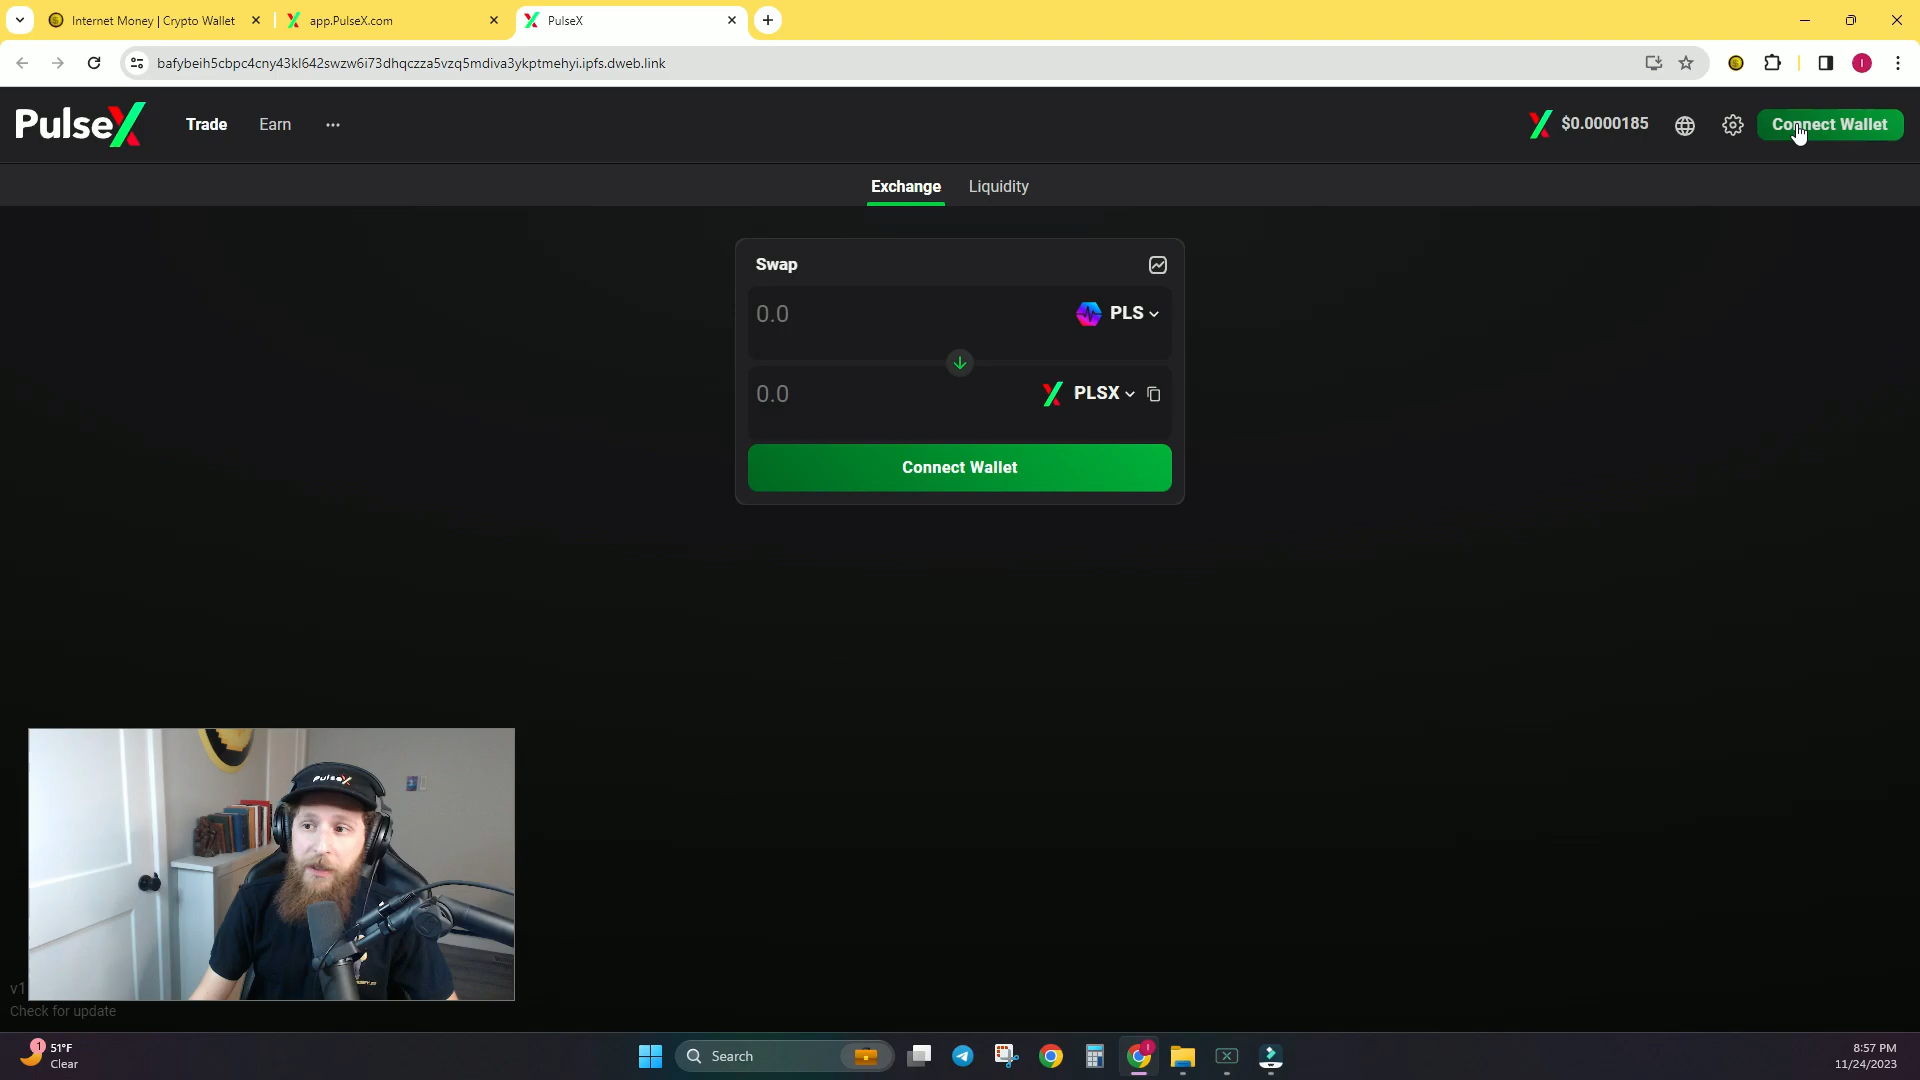 Internet Money | Crypto Wallet
app.PulseX.com
PulseX
bafybeih5cbpc4cny43kl642swzw6i73dhqczza5vzq5mdiva3ykptmehyi.ipfs.dweb.link
PulseX
Trade
Earn
$0.0000185
Connect Wallet
Exchange
Liquidity
Swap
0.0
PLS
0.0
PLSX
Connect Wallet
PulseX
v1
Check for update
1
51°F
Clear
Search
8:57 PM
11/24/2023